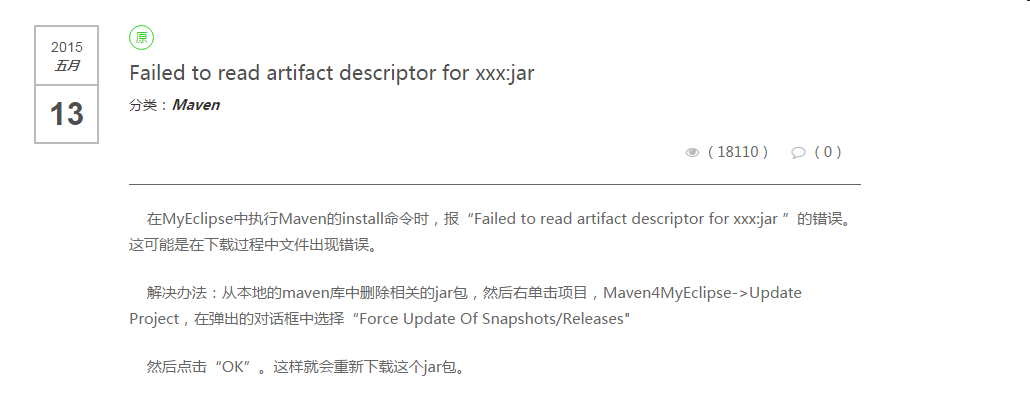 2015
五月
13
原
Failed to read artifact descriptor for xxx:jar
分类：Maven
（18110） （0）
在MyEclipse中执行Maven的install命令时，报“Failed to read artifact descriptor for xxx:jar ”的错误。
这可能是在下载过程中文件出现错误。
解决办法：从本地的maven库中删除相关的jar包，然后右单击项目，Maven4MyEclipse->Update
Project，在弹出的对话框中选择“Force Update Of Snapshots/Releases"
然后点击“OK”。这样就会重新下载这个jar包。